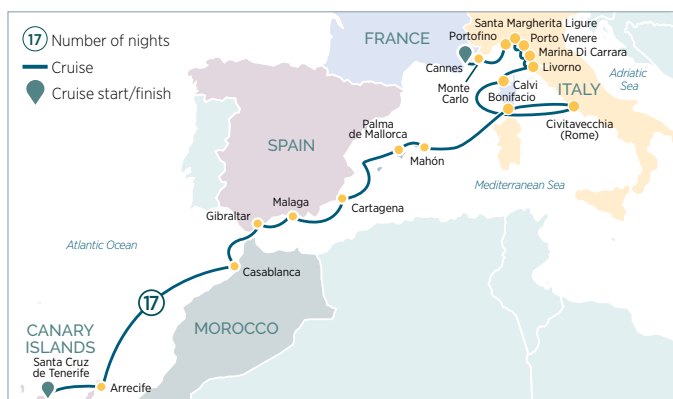 17 Number of nights
Cruise
Cruise start/finish
FRANCE
Santa Margherita Ligure
Portofino
Porto Venere
Marina Di Carrara
Cannes
Livorno
Monte
Carlo
Calvi
Bonifacio
ITALY
Adriatic
Sea
Civitavecchia
(Rome)
Palma
de Mallorca
SPAIN
Mahón
Mediterranean Sea
Malaga
Cartagena
Gibraltar
Atlantic Ocean
Casablanca
17
MOROCCO
CANARY
ISLANDS
Santa Cruz
de Tenerife
Arrecife